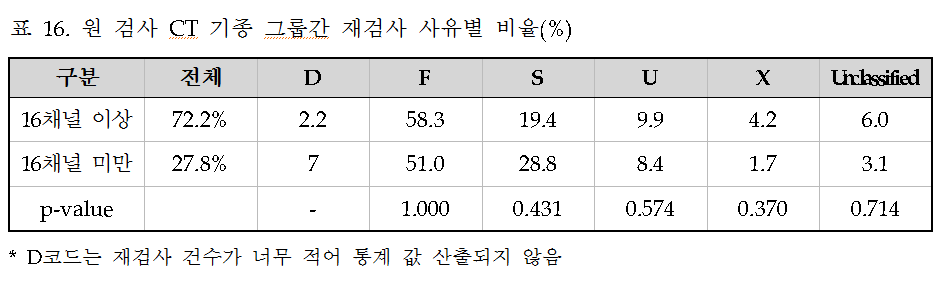 표 16. 원 검사 CT 기종 그룹간 재검사 사유별 비율(%)
구분 전체 D F S U X Unclassified
16채널 이상 72.2% 2.2 58.3 19.4 9.9 4.2 6.0
16채널 미만 27.8% 7 51.0 28.8 8.4 1.7 3.1
p-value - 1.000 0.431 0.574 0.370 0.714
* D코드는 재검사 건수가 너무 적어 통계 값 산출되지 않음